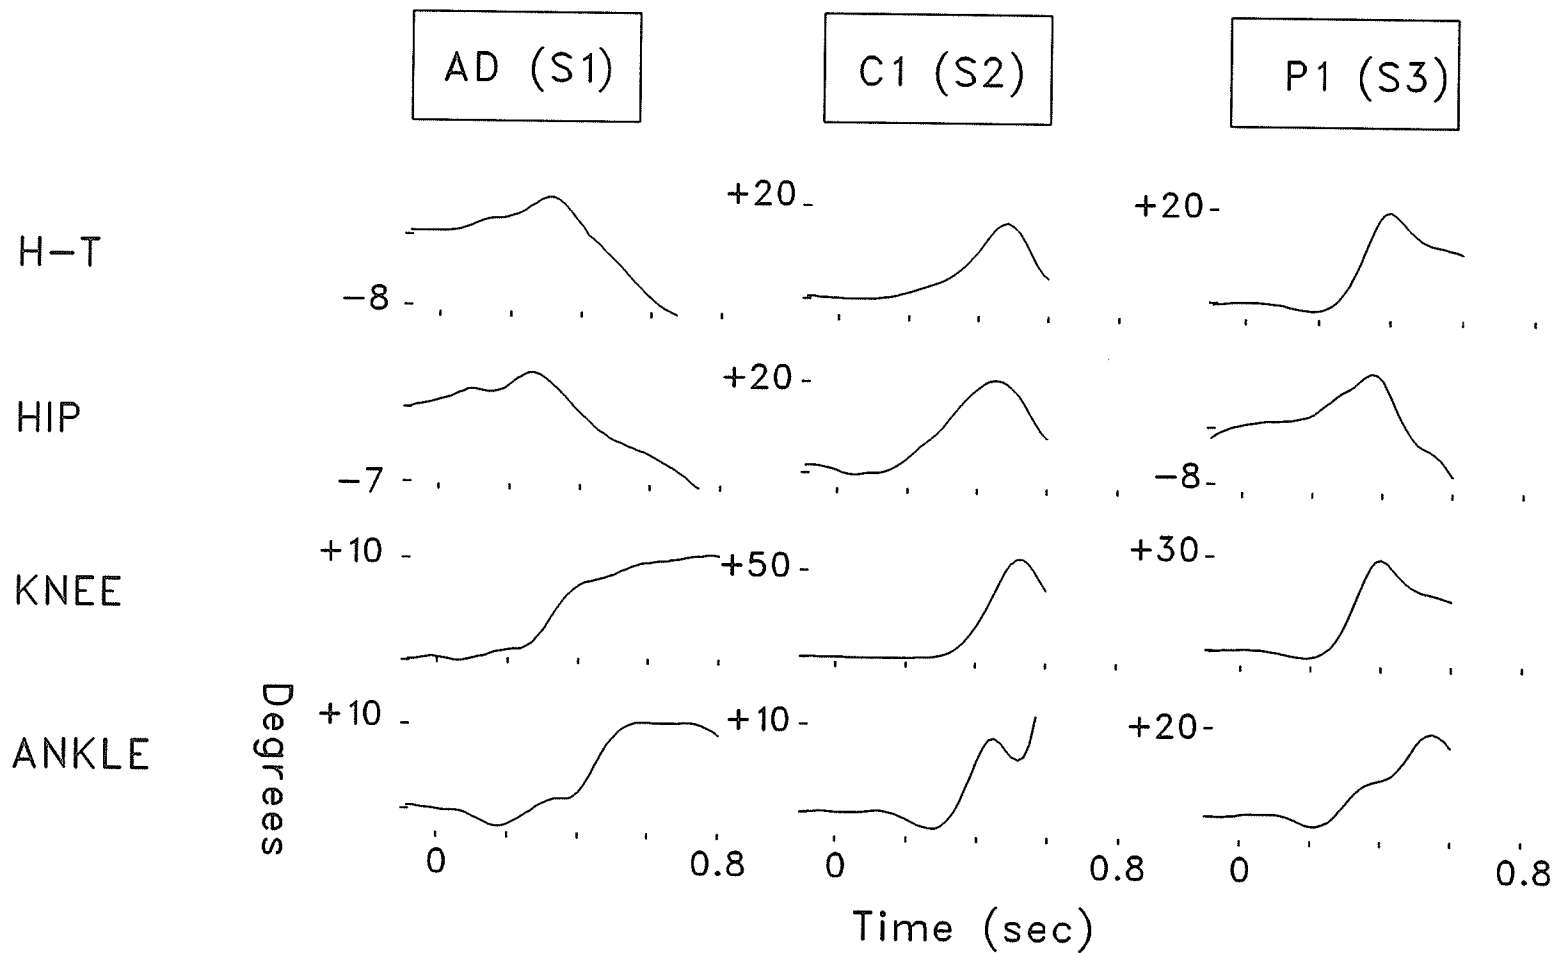 AD (S1) C1 (S2) P1 (S3)
H-T -8 +20 +20
HIP -7 +20 -8
KNEE +10 +50 +30
ANKLE +10 +10 +20
Degrees
0 0.8 0 0.8 0 0.8
Time (sec)